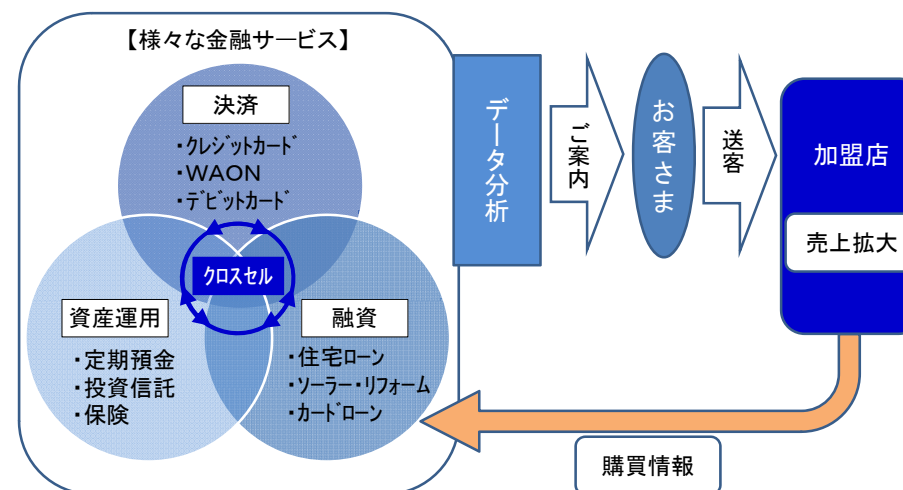 【様々な金融サービス】
決済
・ｸﾚｼﾞｯﾄｶｰﾄﾞ
・ＷＡＯＮ
・ﾃﾞﾋﾞｯﾄｶｰﾄﾞ
ｸﾛｽｾﾙ
資産運用
・定期預金
・投資信託
・保険
融資
・住宅ローン
・ｿｰﾗｰ・ﾘﾌｫｰﾑ
・ｶｰﾄﾞﾛｰﾝ
データ分析
ご案内
お客さま
送客
加盟店
売上拡大
購買情報